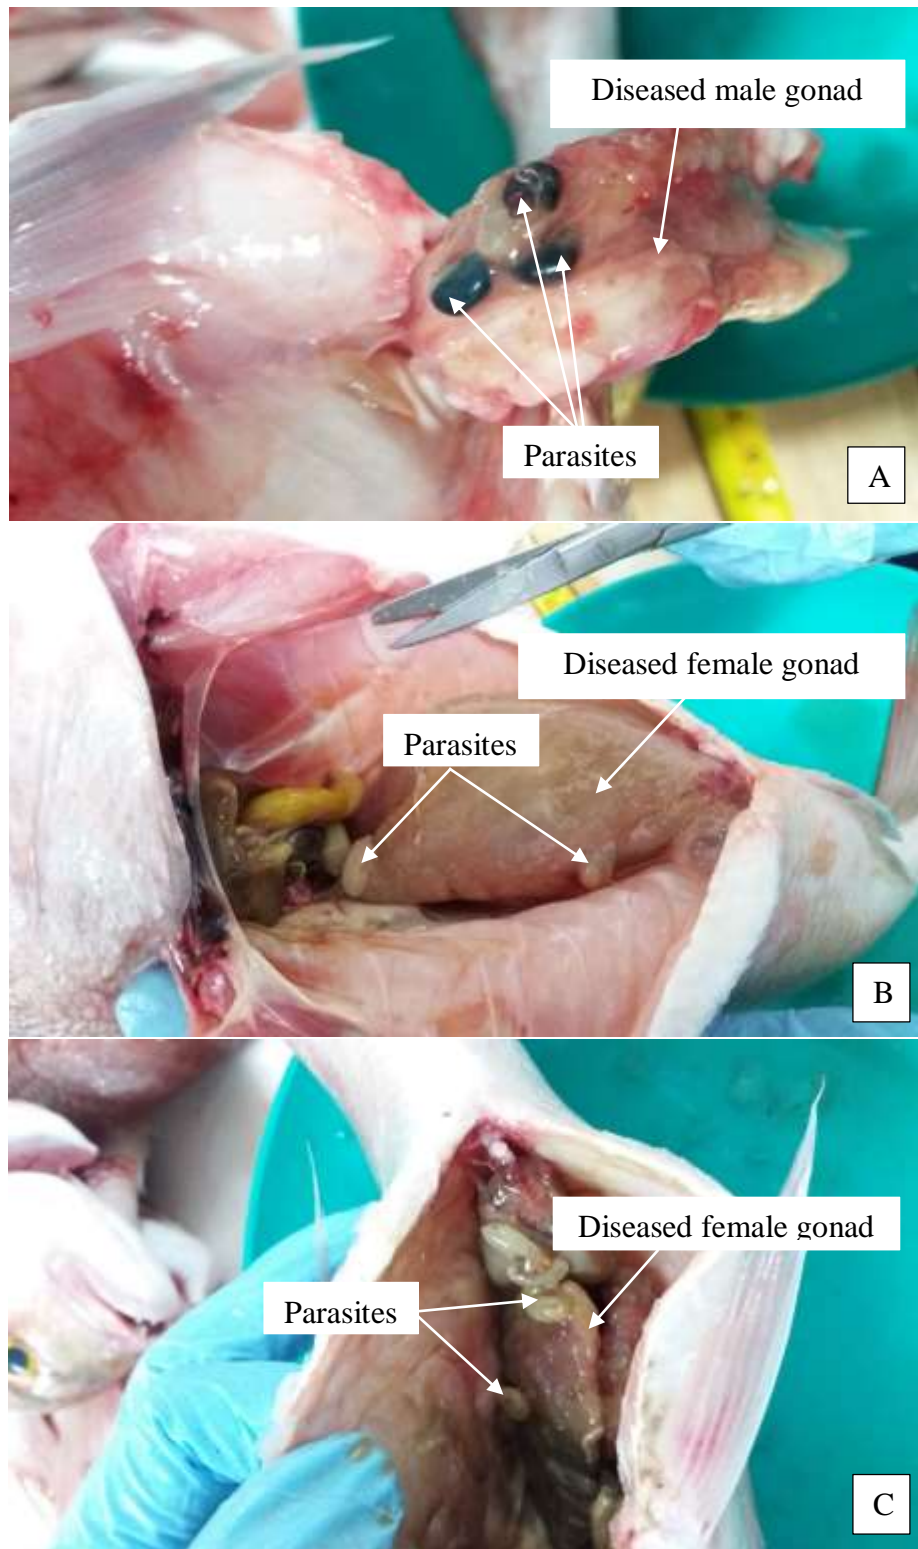 Diseased male gonad
Parasites
A
Diseased female gonad
Parasites
B
Diseased female gonad
Parasites
C